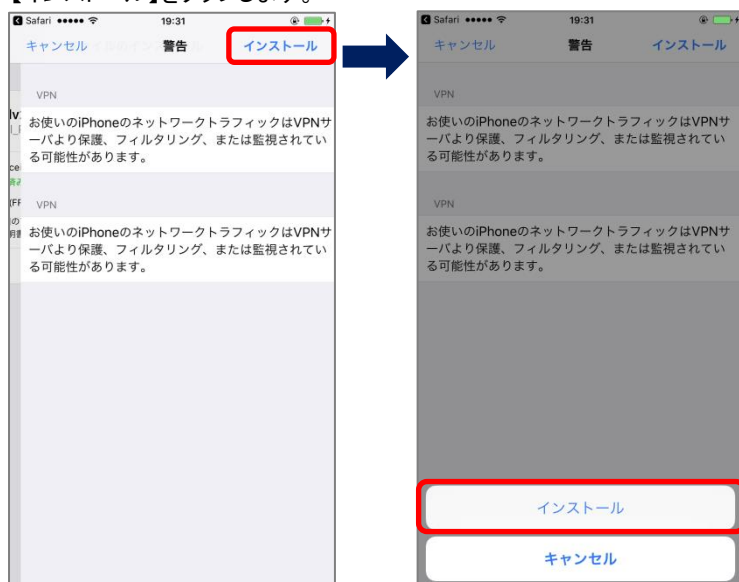 【インストール】をタップします。
Safari
19:31
キャンセル
警告
インストール
VPN
お使いのiPhoneのネットワークトラフィックはVPNサ
ーバより保護、フィルタリング、または監視されてい
る可能性があります。
VPN
お使いのiPhoneのネットワークトラフィックはVPNサ
ーバより保護、フィルタリング、または監視されてい
る可能性があります。
Safari
19:31
キャンセル
警告
インストール
VPN
お使いのiPhoneのネットワークトラフィックはVPNサ
ーバより保護、フィルタリング、または監視されてい
る可能性があります。
VPN
お使いのiPhoneのネットワークトラフィックはVPNサ
ーバより保護、フィルタリング、または監視されてい
る可能性があります。
インストール
キャンセル